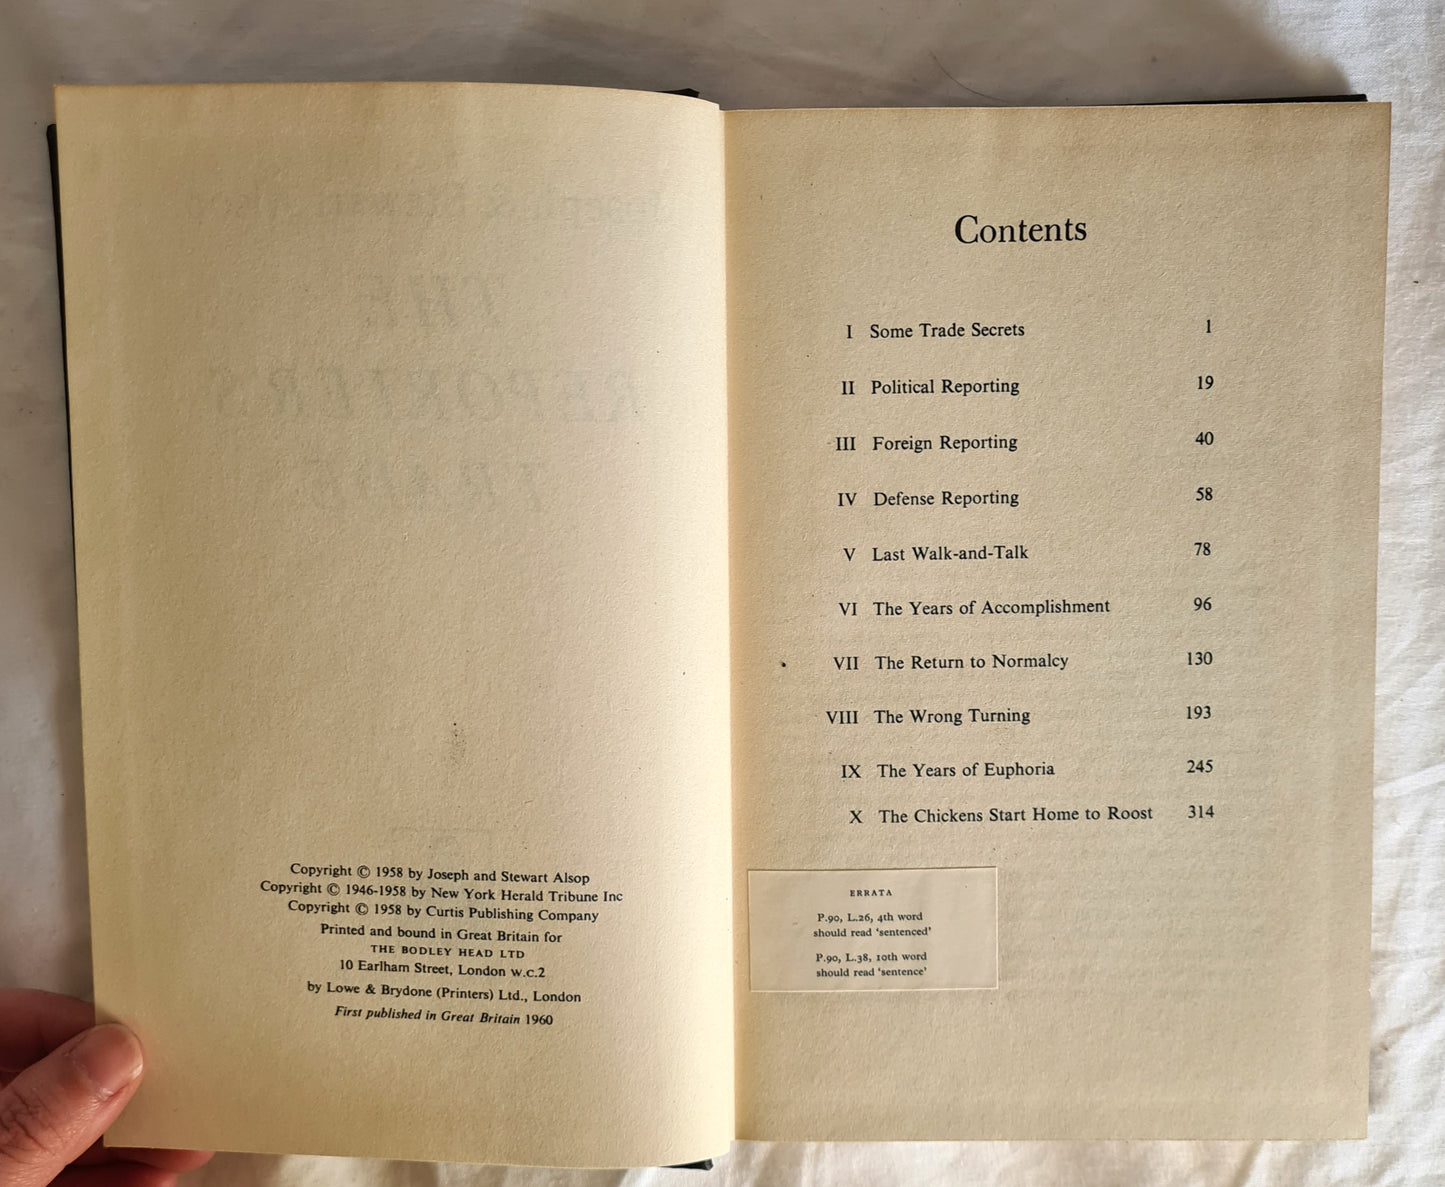 Copyright © 1958 by Joseph and Stewart Alsop
Copyright © 1946-1958 by New York Herald Tribune Inc
Copyright © 1958 by Curtis Publishing Company
Printed and bound in Great Britain for
THE BODLEY HEAD LTD
10 Earlham Street, London W.C.2
by Lowe & Brydone (Printers) Ltd., London
First published in Great Britain 1960
Contents
I Some Trade Secrets 1
II Political Reporting 19
III Foreign Reporting 40
IV Defense Reporting 58
V Last Walk-and-Talk 78
VI The Years of Accomplishment 96
VII The Return to Normalcy 130
VIII The Wrong Turning 193
IX The Years of Euphoria 245
X The Chickens Start Home to Roost 314
ERRATA
P.90, L.26, 4th word
should read ‘sentenced’
P.90, L.38, 10th word
should read ‘sentence’